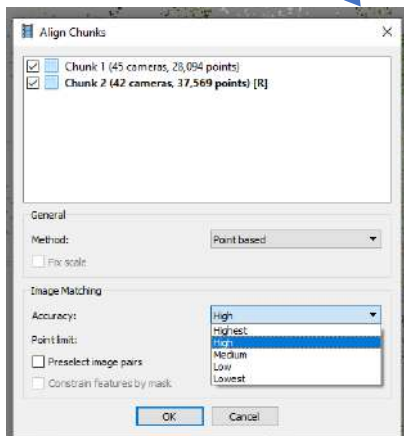 Align Chunks
Chunk 1 (45 cameras, 28,094 points)
Chunk 2 (42 cameras, 37,569 points) [R]
General
Method: Point based
Fix scale
Image Matching
Accuracy: High
Highest
High
Point limit:
Medium
Preselect image pairs
Low
Lowest
Constrain features by mask
OK Cancel